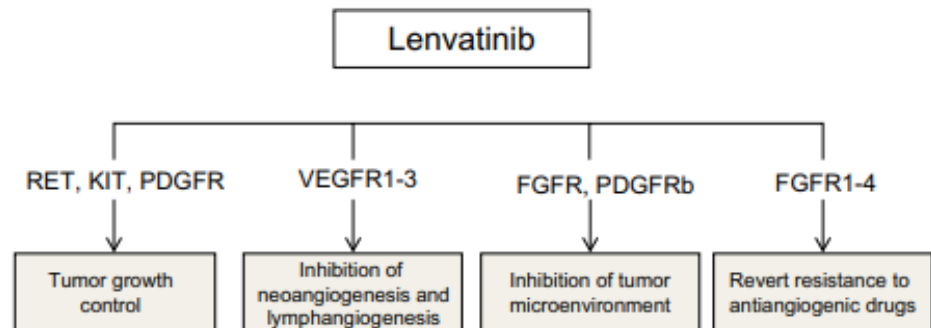 Lenvatinib
RET, KIT, PDGFR
VEGFR1-3
FGFR, PDGFRb
FGFR1-4
Tumor growth
control
Inhibition of
neoangiogenesis and
lymphangiogenesis
Inhibition of tumor
microenvironment
Revert resistance to
antiangiogenic drugs